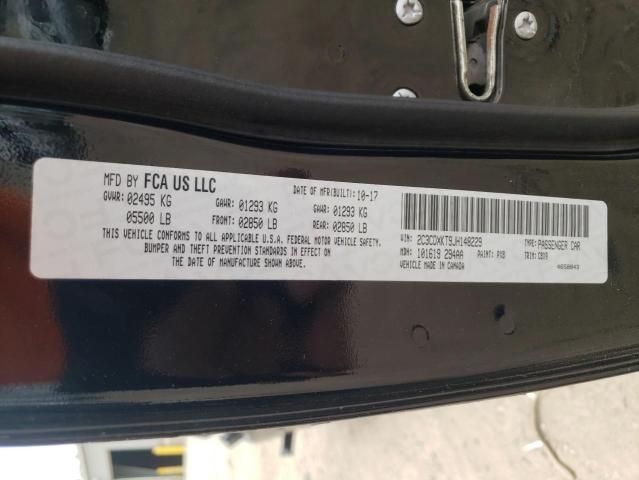 MFD BY FCA US LLC
DATE OF MFR(BUILT): 10-17
GVWR: 02495 KG GAWR: 01293 KG GAWR: 01293 KG
05500 LB FRONT: 02850 LB REAR: 02850 LB
THIS VEHICLE CONFORMS TO ALL APPLICABLE U.S.A. FEDERAL MOTOR VEHICLE SAFETY,
BUMPER AND THEFT PREVENTION STANDARDS IN EFFECT ON
THE DATE OF MANUFACTURE SHOWN ABOVE.
VIN: 2C3CDXKT9JH140229 TYPE: PASSENGER CAR
MDH: 101619 294AA PAINT: PX8 TRIM: CBX9
MADE IN CANADA
4658043